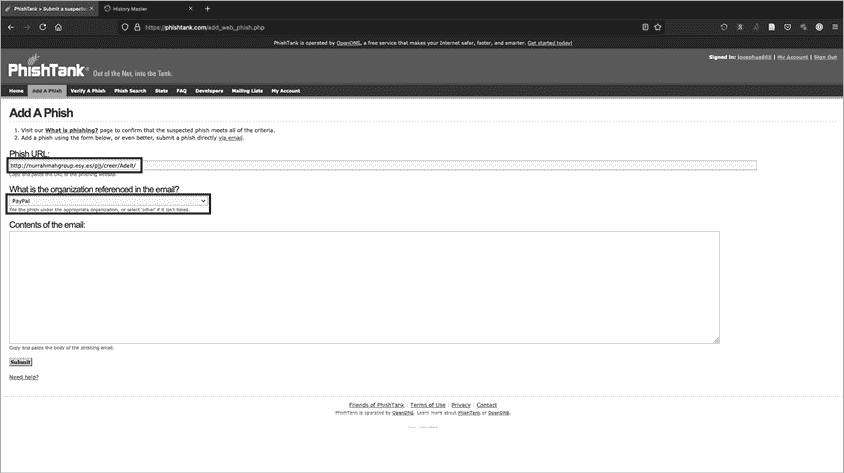 PhishTank > Submit a suspected
History Master
https://phishtank.com/add_web_phish.php
PhishTank is operated by OpenDNS, a free service that makes your Internet safer, faster, and smarter. Get started today!
PhishTank® Out of the Net, into the Tank.
Signed in: | My Account | Sign Out
Home Add A Phish Verify A Phish Phish Search Stats FAQ Developers Mailing Lists My Account
Add A Phish
1. Visit our What is phishing? page to confirm that the suspected phish meets all of the criteria.
2. Add a phish using the form below, or even better, submit a phish directly via email.
Phish URL:
http://nurrahmahgroup.esy.es/pjj/creer/Adeit/
Copy and paste the URL of the phishing website.
What is the organization referenced in the email?
PayPal
File the phish under the appropriate organization, or select 'other' if it isn't listed.
Contents of the email:
Copy and paste the body of the phishing email.
Submit
Need help?
Friends of PhishTank | Terms of Use | Privacy | Contact
PhishTank is operated by OpenDNS. Learn more about PhishTank or OpenDNS.